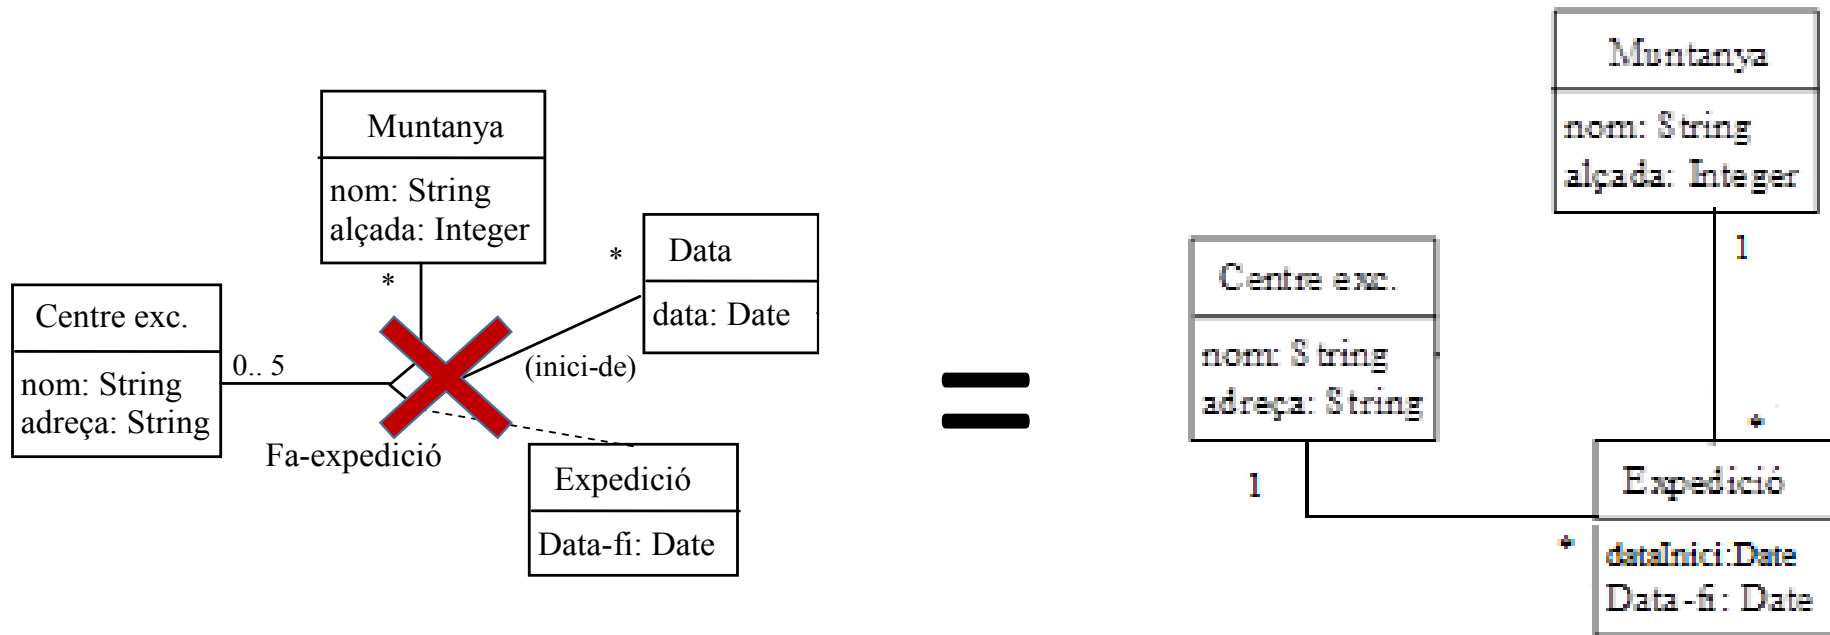 Muntanya
nom: String
alçada: Integer
*
*
Data
data: Date
(inici-de)
Centre exc.
nom: String
adreça: String
0.. 5
Fa-expedició
Expedició
Data-fi: Date
=
Muntanya
nom: String
alçada: Integer
1
Centre exc.
nom: String
adreça: String
1
*
*
Expedició
dataInici:Date
Data-fi: Date